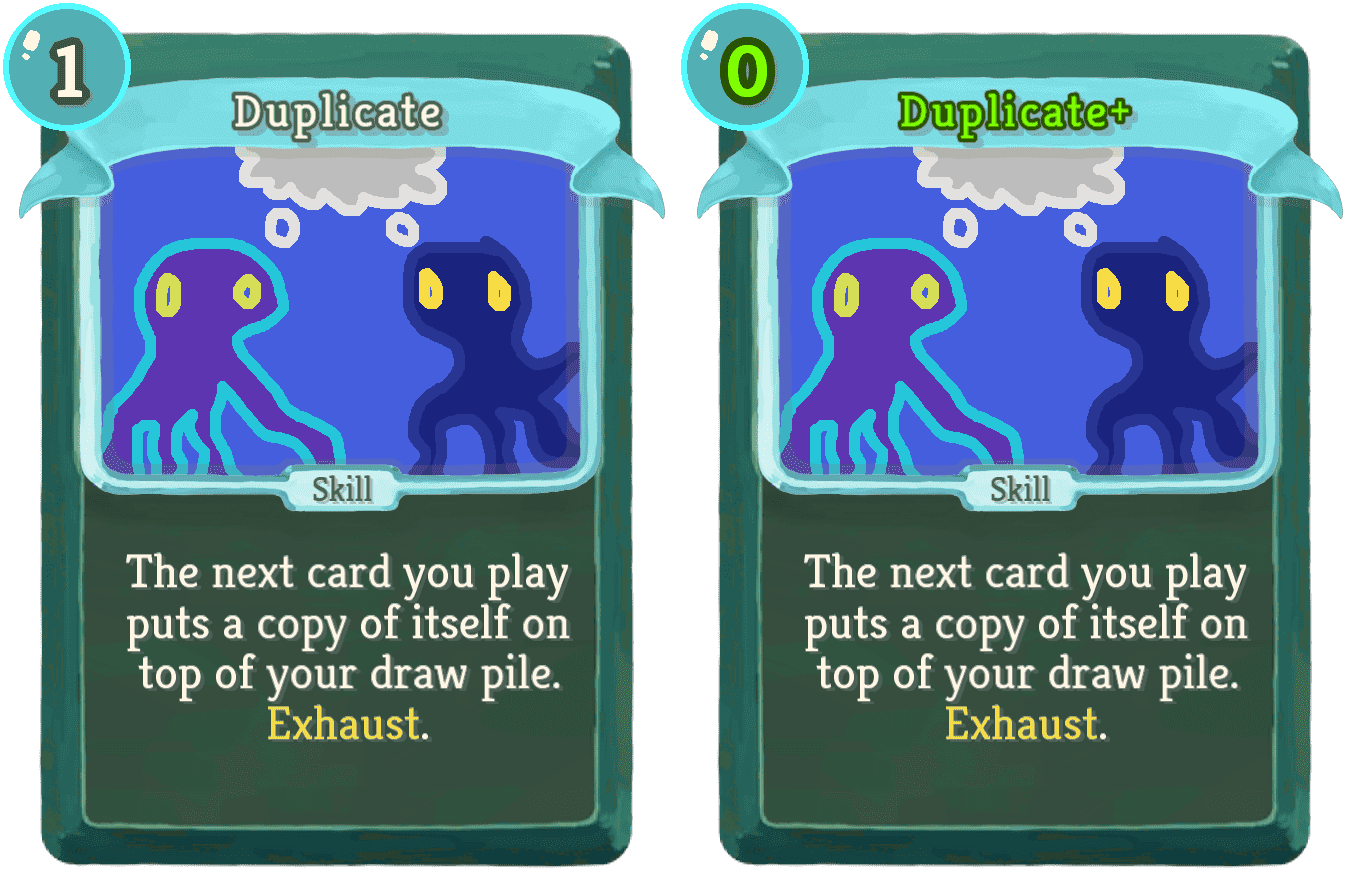 1
Duplicate
Skill
The next card you play
puts a copy of itself on
top of your draw pile.
Exhaust.
0
Duplicate+
Skill
The next card you play
puts a copy of itself on
top of your draw pile.
Exhaust.